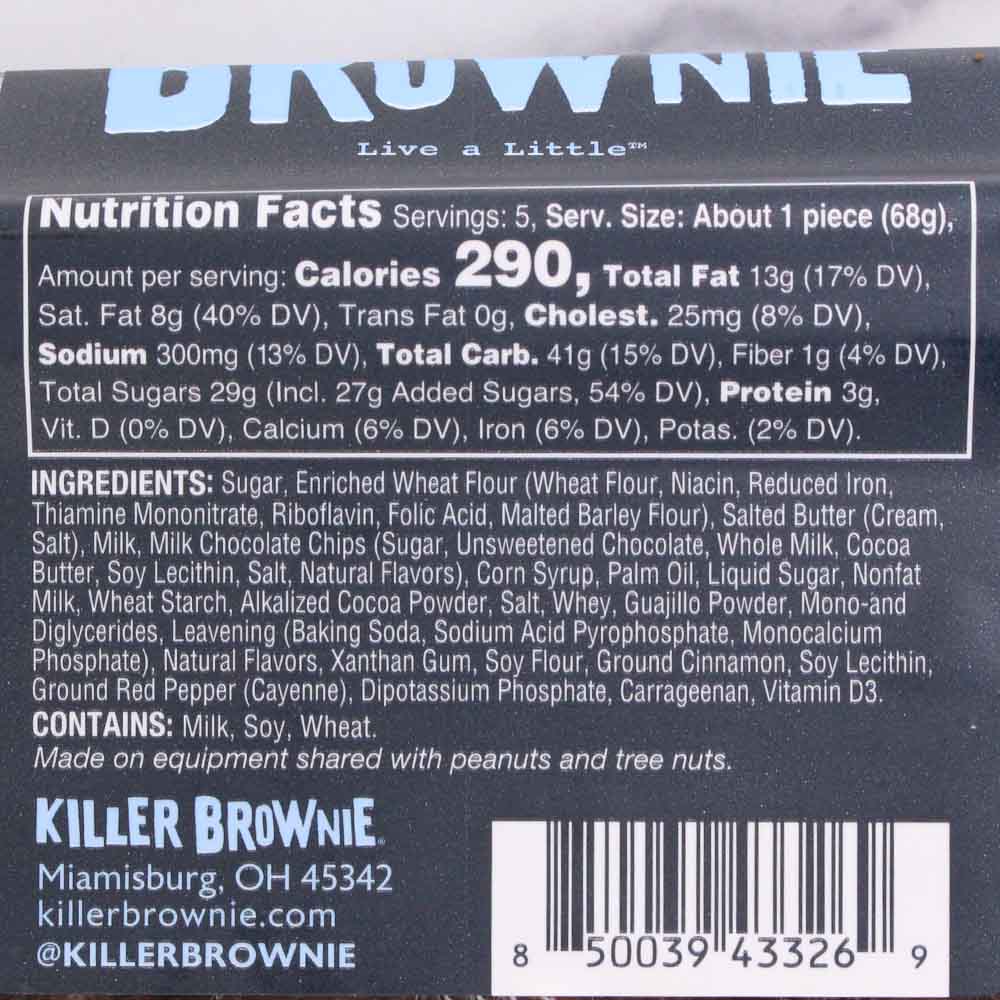 BROWNIE
Live a Little™
Nutrition Facts Servings: 5, Serv. Size: About 1 piece (68g),
Amount per serving: Calories 290, Total Fat 13g (17% DV),
Sat. Fat 8g (40% DV), Trans Fat 0g, Cholest. 25mg (8% DV),
Sodium 300mg (13% DV), Total Carb. 41g (15% DV), Fiber 1g (4% DV),
Total Sugars 29g (Incl. 27g Added Sugars, 54% DV), Protein 3g,
Vit. D (0% DV), Calcium (6% DV), Iron (6% DV), Potas. (2% DV).
INGREDIENTS: Sugar, Enriched Wheat Flour (Wheat Flour, Niacin, Reduced Iron,
Thiamine Mononitrate, Riboflavin, Folic Acid, Malted Barley Flour), Salted Butter (Cream,
Salt), Milk, Milk Chocolate Chips (Sugar, Unsweetened Chocolate, Whole Milk, Cocoa
Butter, Soy Lecithin, Salt, Natural Flavors), Corn Syrup, Palm Oil, Liquid Sugar, Nonfat
Milk, Wheat Starch, Alkalized Cocoa Powder, Salt, Whey, Guajillo Powder, Mono-and
Diglycerides, Leavening (Baking Soda, Sodium Acid Pyrophosphate, Monocalcium
Phosphate), Natural Flavors, Xanthan Gum, Soy Flour, Ground Cinnamon, Soy Lecithin,
Ground Red Pepper (Cayenne), Dipotassium Phosphate, Carrageenan, Vitamin D3.
CONTAINS: Milk, Soy, Wheat.
Made on equipment shared with peanuts and tree nuts.
KILLER BROWNIE®
Miamisburg, OH 45342
killerbrownie.com
@KILLERBROWNIE
8 50039 43326 9